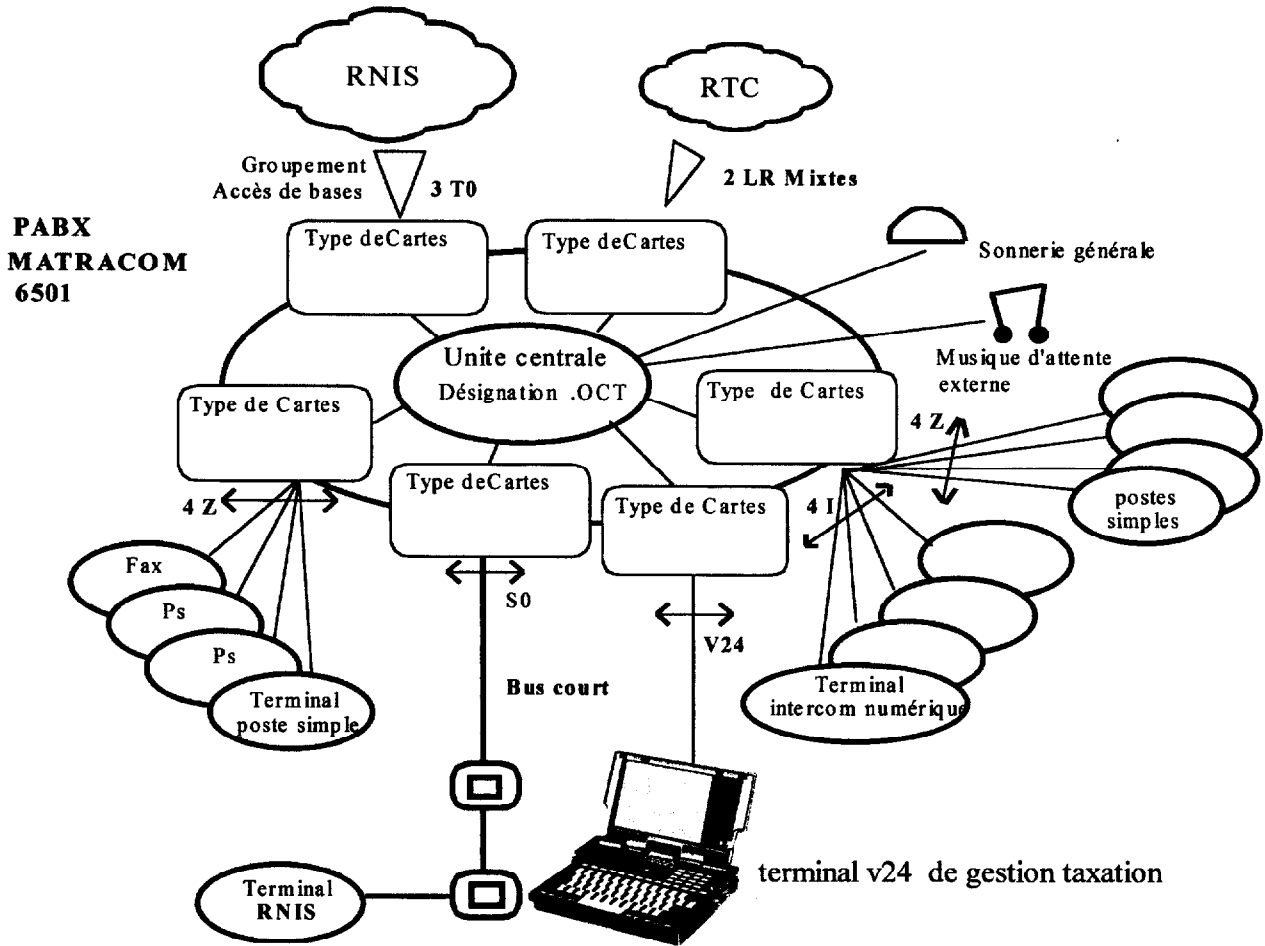 RNIS
RTC
Groupement
Accès de bases
3 T0
2 LR Mixtes
PABX
MATRACOM
6501
Type deCartes
Type deCartes
Sonnerie générale
Musique d'attente
externe
Unite centrale
Désignation .OCT
Type de Cartes
Type de Cartes
4 Z
postes
simples
Type deCartes
Type de Cartes
4 Z
4 I
Fax
Ps
Ps
Terminal
poste simple
S0
V24
Bus court
Terminal
intercom numérique
terminal v24 de gestion taxation
Terminal
RNIS